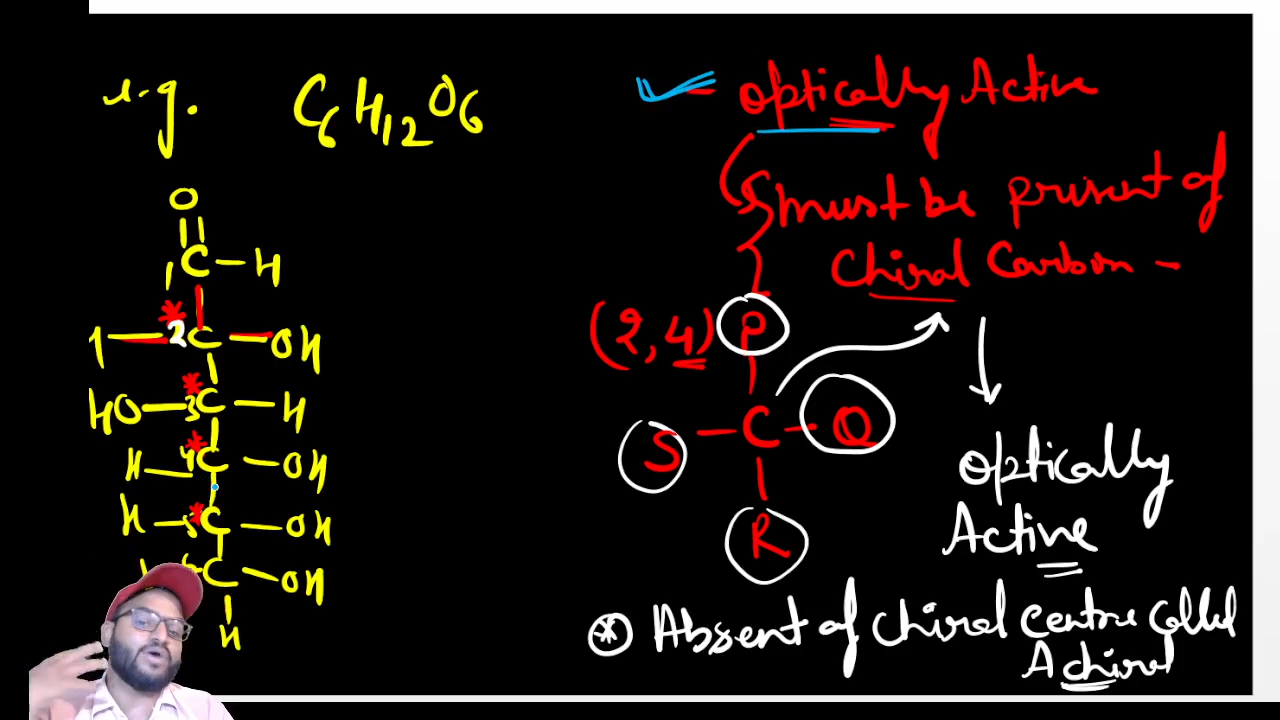 e.g. C6H12O6
O
1C-H
2C-OH
HO-3C-H
H-4C-OH
H-5C-OH
C-OH
H
- Optically Active
must be present of
Chiral Carbon -
(2, 4) P
S-C-Q
R
Optically
Active
* Absent of chiral centre called
Achiral